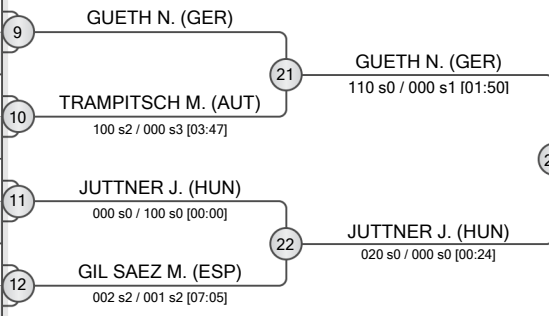 9
GUETH N. (GER)
21
GUETH N. (GER)
110 s0 / 000 s1 [01:50]
10
TRAMPITSCH M. (AUT)
100 s2 / 000 s3 [03:47]
11
JUTTNER J. (HUN)
000 s0 / 100 s0 [00:00]
22
JUTTNER J. (HUN)
020 s0 / 000 s0 [00:24]
12
GIL SAEZ M. (ESP)
002 s2 / 001 s2 [07:05]